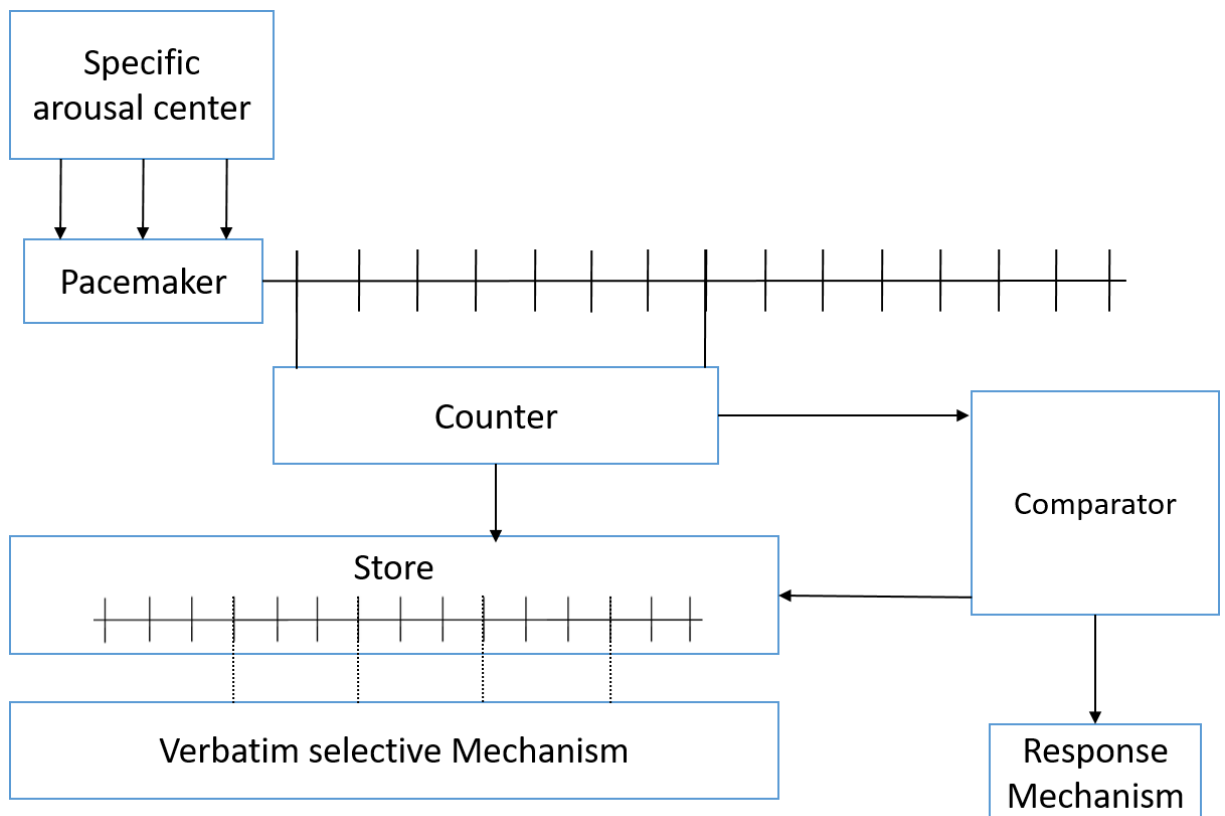 Specific
arousal center
Pacemaker
Counter
Comparator
Store
Verbatim selective Mechanism
Response
Mechanism